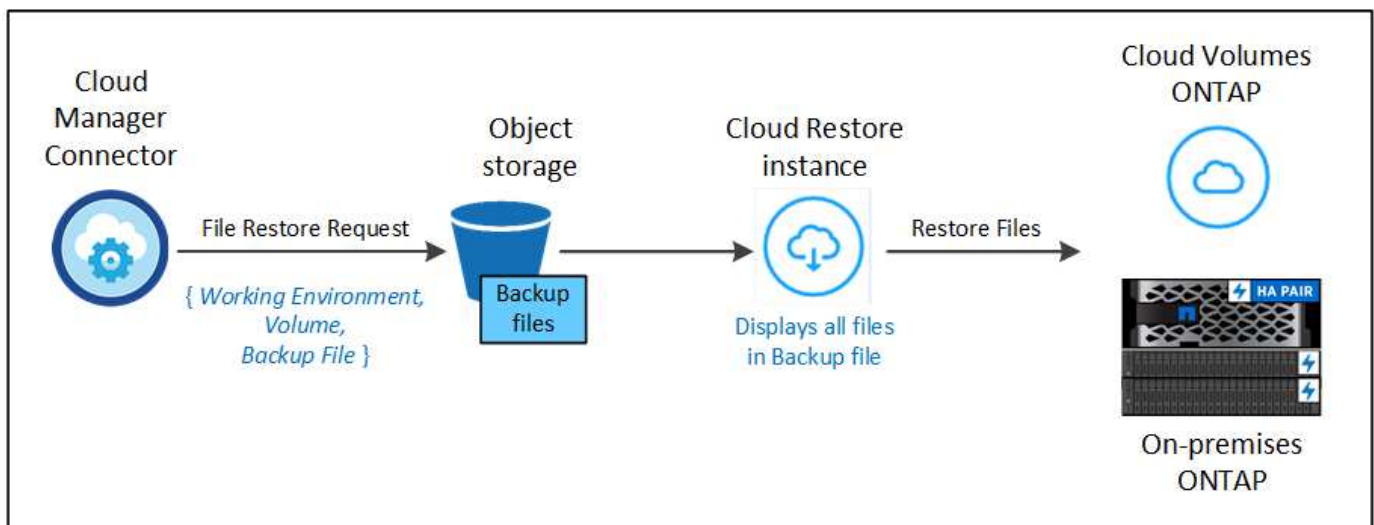 Cloud
Manager
Connector
File Restore Request
{ Working Environment,
Volume,
Backup File }
Object
storage
Backup
files
Cloud Restore
instance
Displays all files
in Backup file
Restore Files
Cloud Volumes
ONTAP
HA PAIR
On-premises
ONTAP